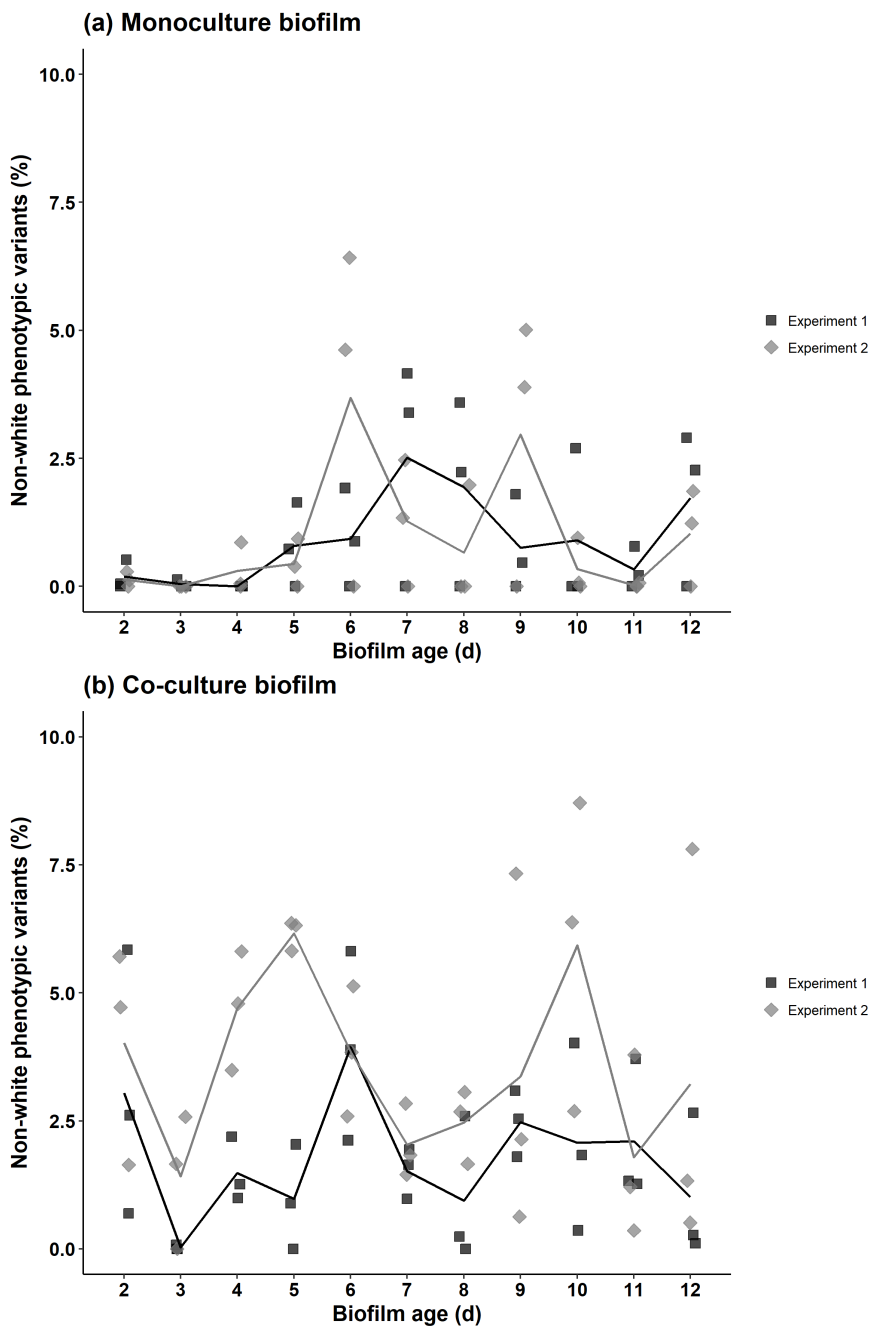 (a) Monoculture biofilm
Non-white phenotypic variants (%)
10.0
7.5
5.0
2.5
0.0
2 3 4 5 6 7 8 9 10 11 12
Biofilm age (d)
Experiment 1
Experiment 2
(b) Co-culture biofilm
Non-white phenotypic variants (%)
10.0
7.5
5.0
2.5
0.0
2 3 4 5 6 7 8 9 10 11 12
Biofilm age (d)
Experiment 1
Experiment 2